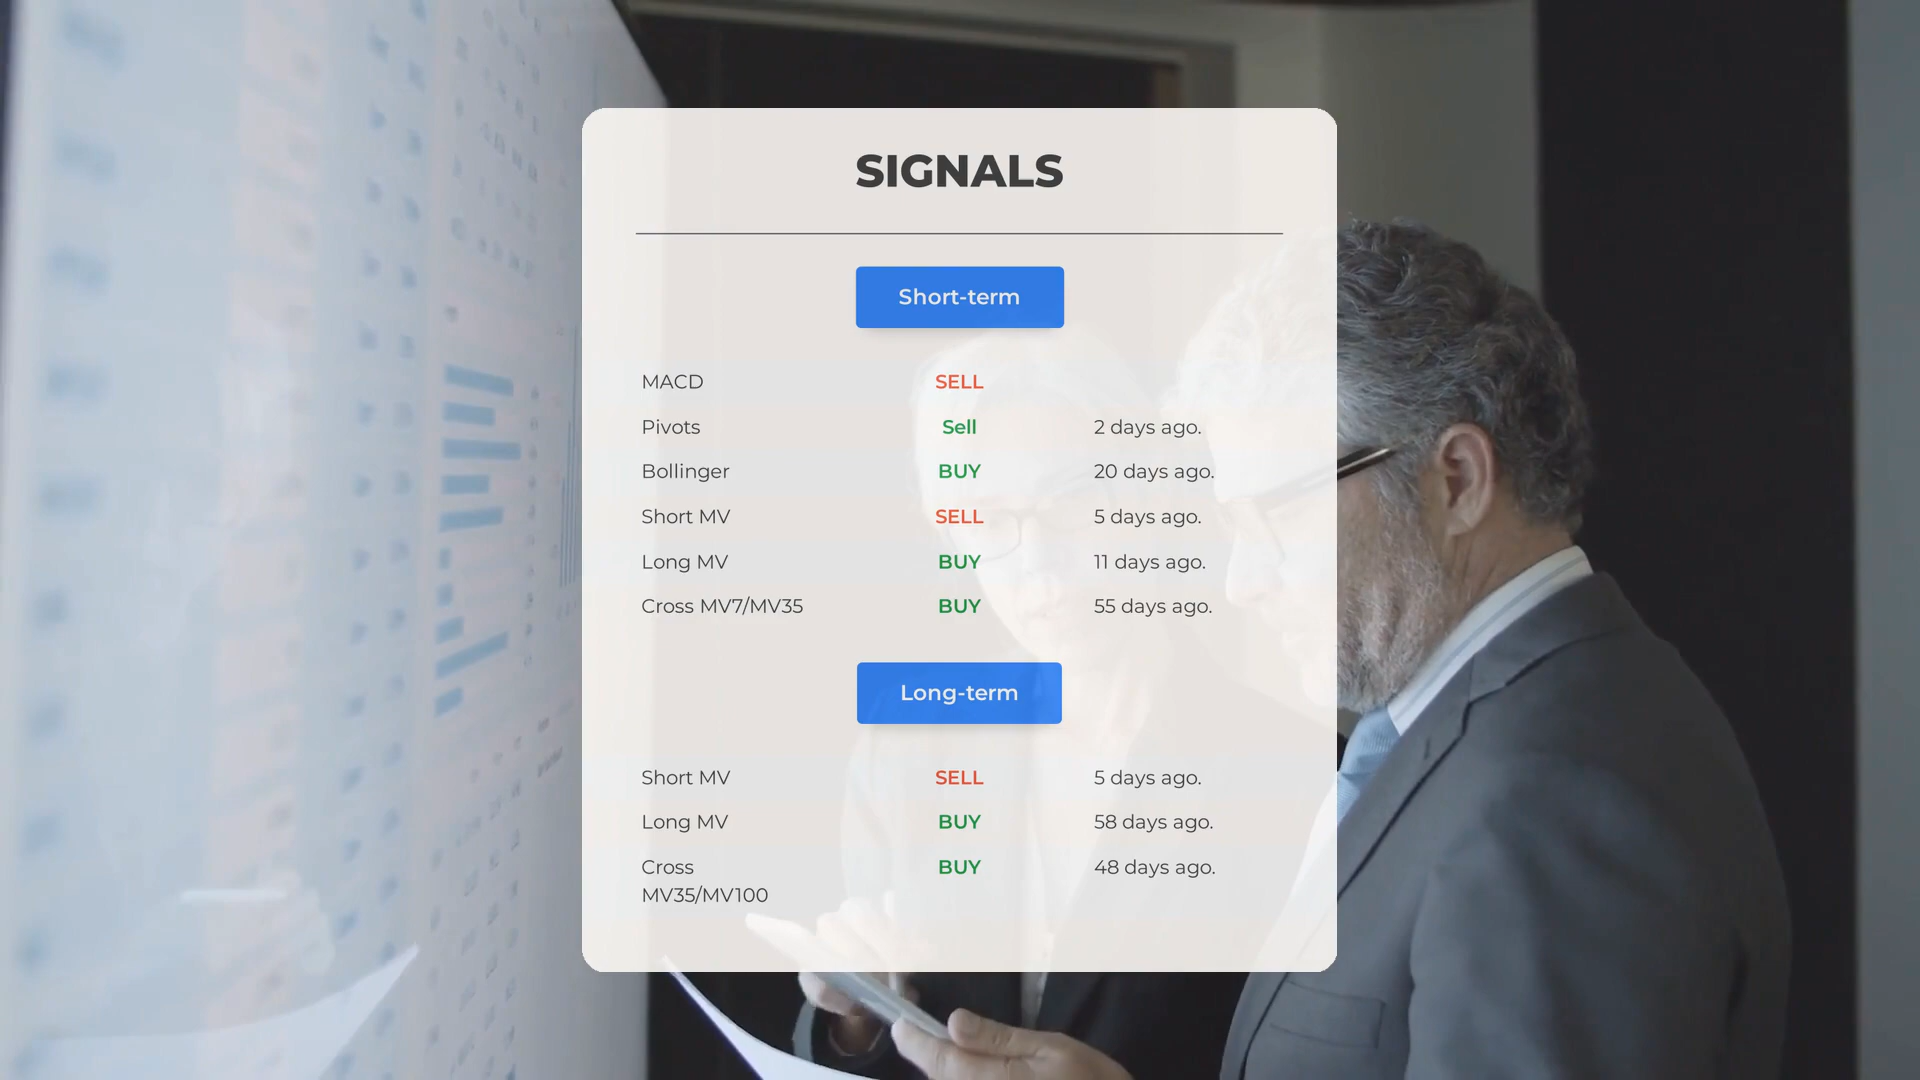 SIGNALS
Short-term
MACD SELL
Pivots Sell 2 days ago.
Bollinger BUY 20 days ago.
Short MV SELL 5 days ago.
Long MV BUY 11 days ago.
Cross MV7/MV35 BUY 55 days ago.
Long-term
Short MV SELL 5 days ago.
Long MV BUY 58 days ago.
Cross BUY 48 days ago.
MV35/MV100